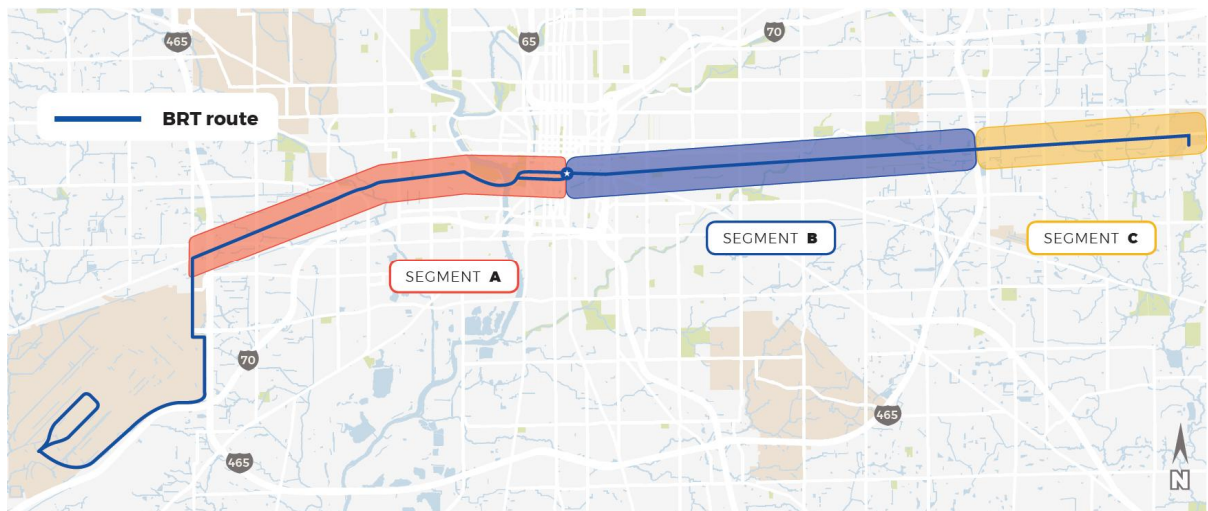 465
65
70
BRT route
SEGMENT B
SEGMENT C
SEGMENT A
70
465
465
N